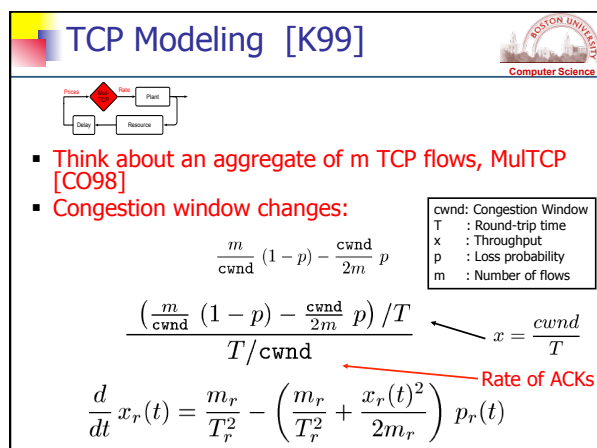 TCP Modeling [K99]
BOSTON UNIVERSITY
Computer Science
Prices
Rate
Plant
Delay
Resource
▪ Think about an aggregate of m TCP flows, MulTCP
[CO98]
▪ Congestion window changes:
cwnd: Congestion Window
T : Round-trip time
x : Throughput
p : Loss probability
m : Number of flows
m/cwnd (1 − p) − cwnd/2m p
(m/cwnd (1 − p) − cwnd/2m p) /T
T/cwnd
x = cwnd/T
Rate of ACKs
d/dt x_r(t) = m_r/T_r^2 − (m_r/T_r^2 + x_r(t)^2/2m_r) p_r(t)